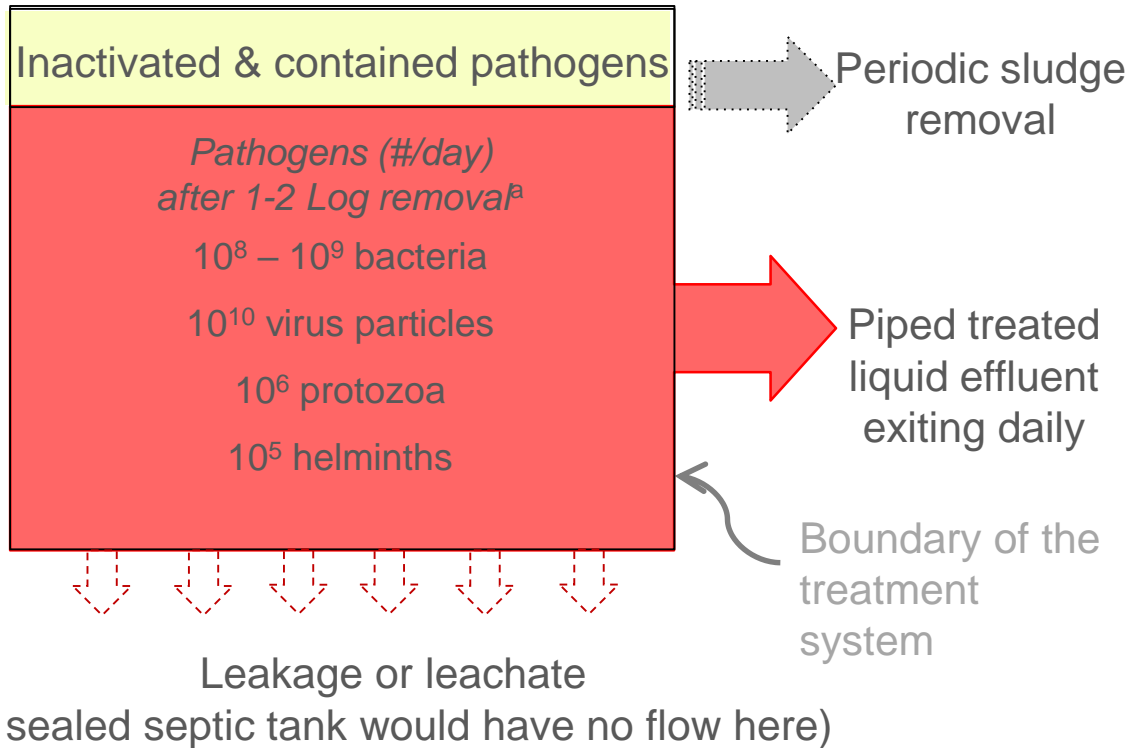 Inactivated & contained pathogens
Periodic sludge
removal
Pathogens (#/day)
after 1-2 Log removalᵃ
10⁸ – 10⁹ bacteria
10¹⁰ virus particles
10⁶ protozoa
10⁵ helminths
Piped treated
liquid effluent
exiting daily
Boundary of the
treatment
system
Leakage or leachate
sealed septic tank would have no flow here)